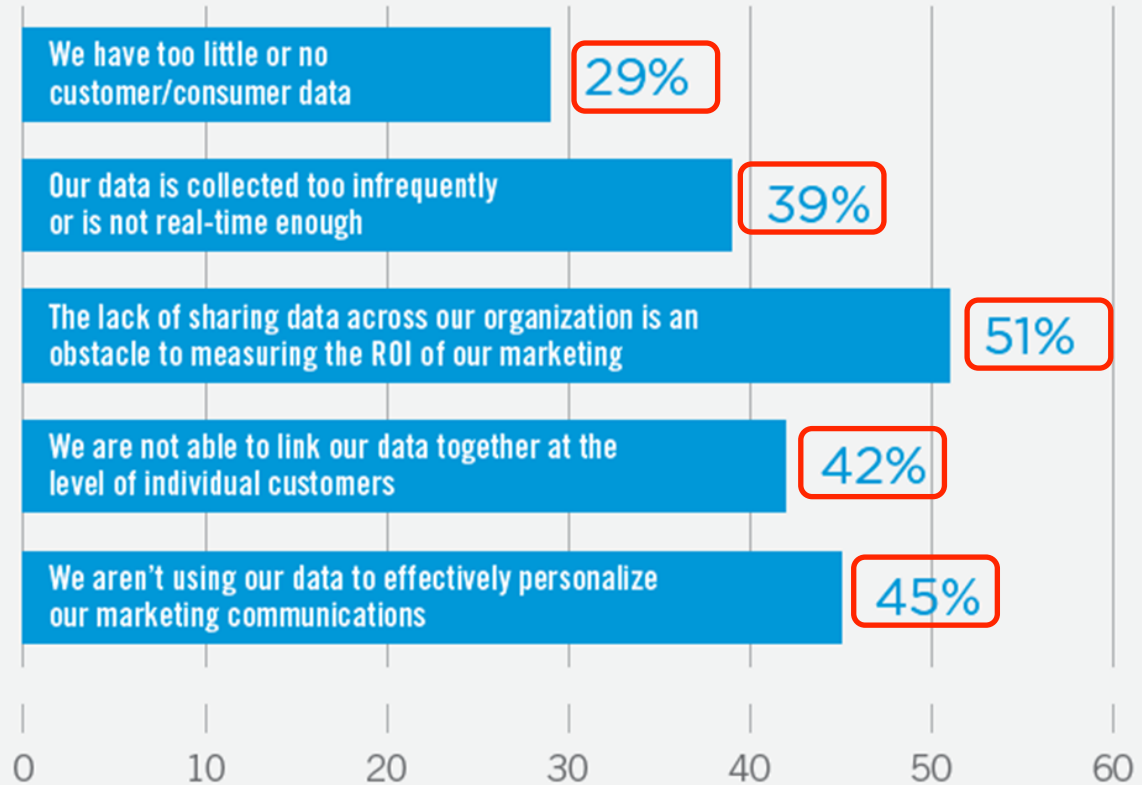 We have too little or no
customer/consumer data
29%
Our data is collected too infrequently
or is not real-time enough
39%
The lack of sharing data across our organization is an
obstacle to measuring the ROI of our marketing
51%
We are not able to link our data together at the
level of individual customers
42%
We aren't using our data to effectively personalize
our marketing communications
45%
0 10 20 30 40 50 60